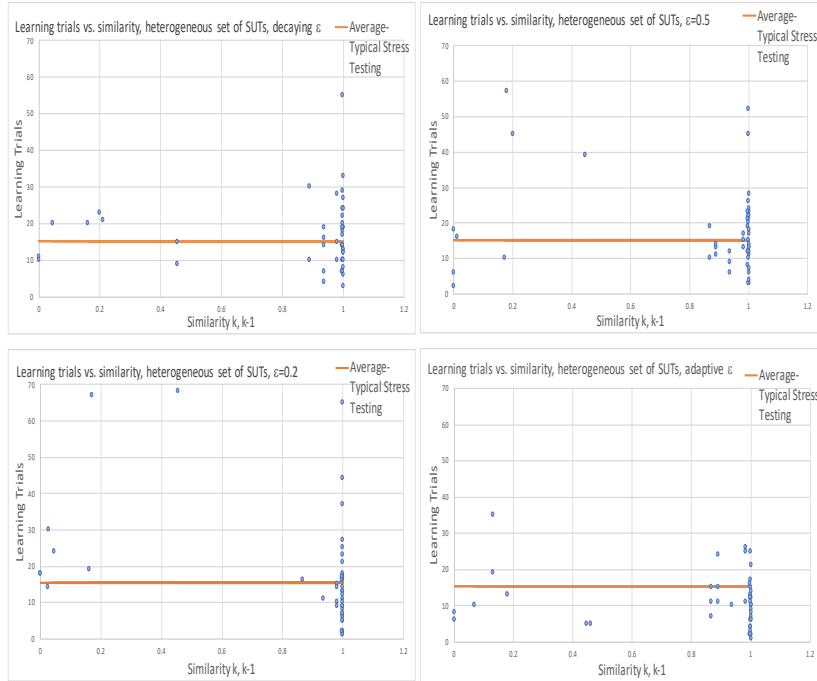 Learning trials vs. similarity, heterogeneous set of SUTs, decaying ε
Average-
Typical Stress
Testing
70
60
50
40
30
20
10
0
Learning Trials
0 0.2 0.4 0.6 0.8 1 1.2
Similarity k, k-1
Learning trials vs. similarity, heterogeneous set of SUTs, ε=0.5
Average-
Typical Stress
Testing
70
60
50
40
30
20
10
0
Learning Trials
0 0.2 0.4 0.6 0.8 1 1.2
Similarity k, k-1
Learning trials vs. similarity, heterogeneous set of SUTs, ε=0.2
Average-
Typical Stress
Testing
70
60
50
40
30
20
10
0
Learning Trials
0 0.2 0.4 0.6 0.8 1 1.2
Similarity k, k-1
Learning trials vs. similarity, heterogeneous set of SUTs, adaptive ε
Average-
Typical Stress
Testing
70
60
50
40
30
20
10
0
Learning Trials
0 0.2 0.4 0.6 0.8 1 1.2
Similarity k, k-1